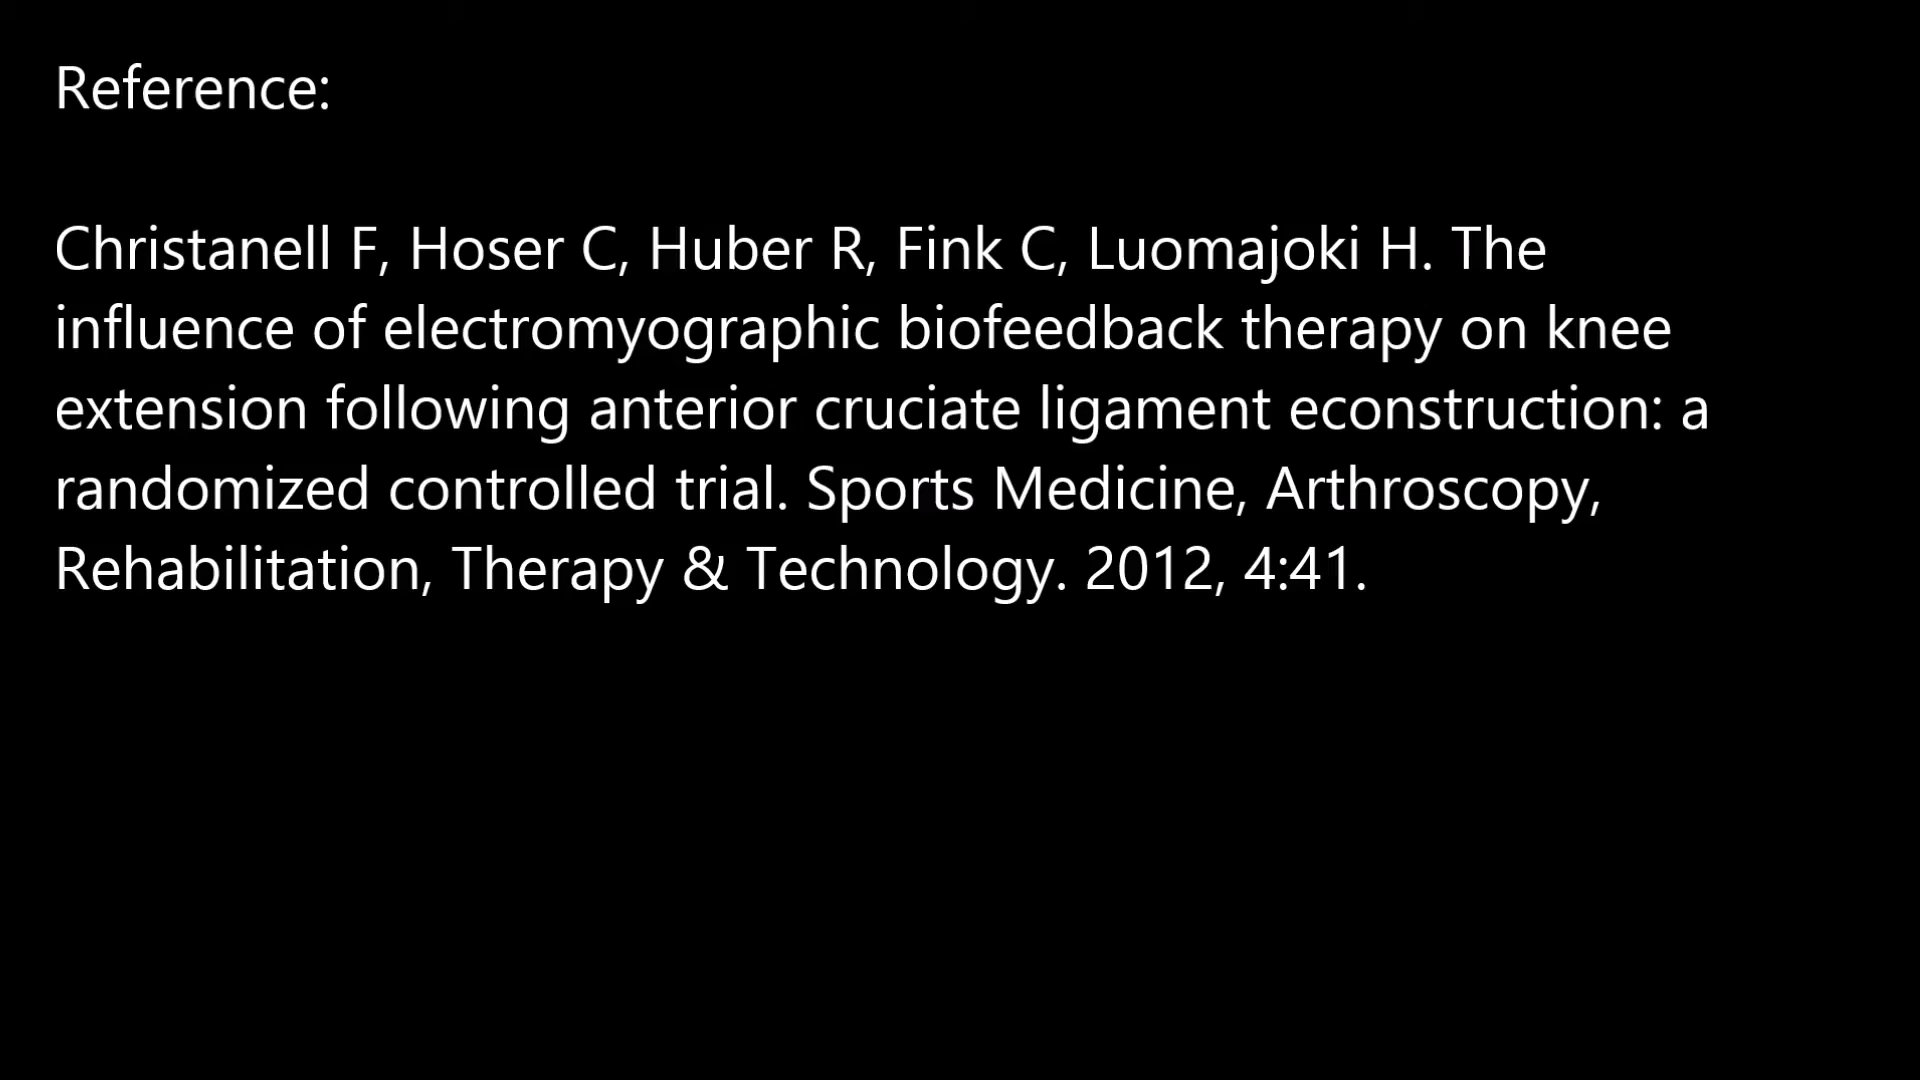 Reference:
Christanell F, Hoser C, Huber R, Fink C, Luomajoki H. The
influence of electromyographic biofeedback therapy on knee
extension following anterior cruciate ligament econstruction: a
randomized controlled trial. Sports Medicine, Arthroscopy,
Rehabilitation, Therapy & Technology. 2012, 4:41.